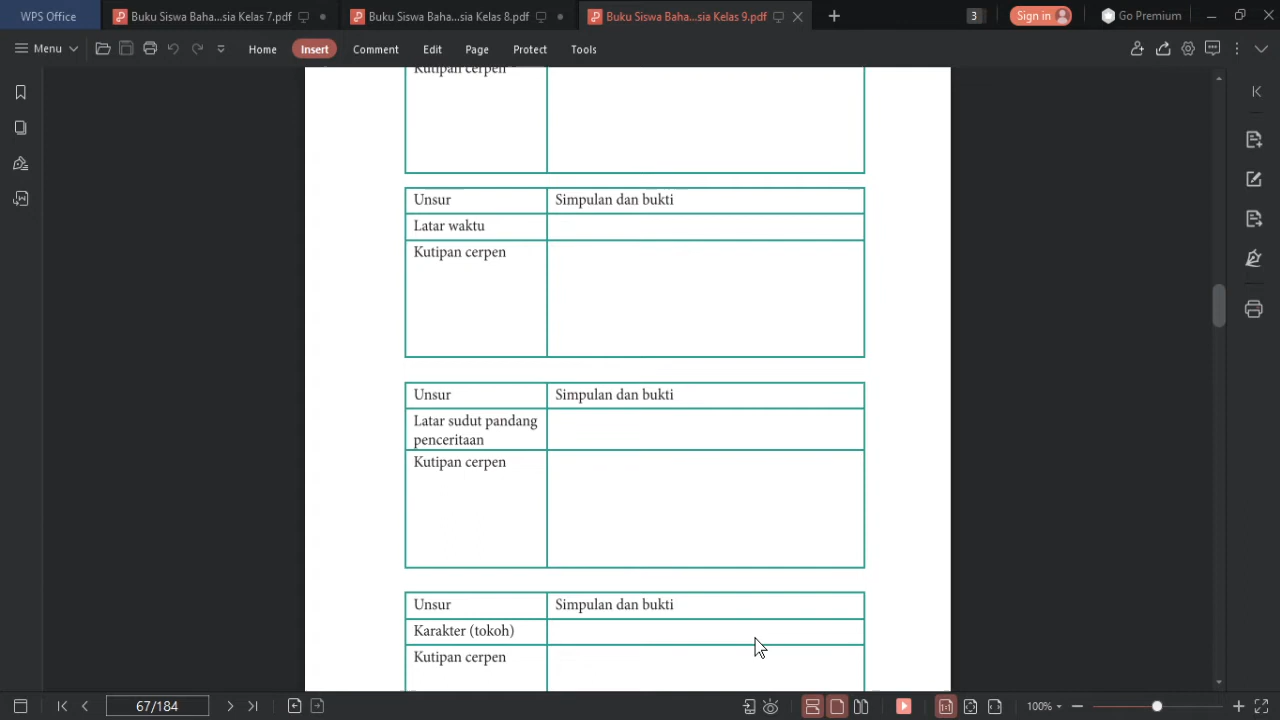 WPS Office
Buku Siswa Baha...sia Kelas 7.pdf
Buku Siswa Baha...sia Kelas 8.pdf
Buku Siswa Baha...sia Kelas 9.pdf
3
Sign in
Go Premium
Menu
Home
Insert
Comment
Edit
Page
Protect
Tools
Kutipan cerpen
Unsur
Simpulan dan bukti
Latar waktu
Kutipan cerpen
Unsur
Simpulan dan bukti
Latar sudut pandang
penceritaan
Kutipan cerpen
Unsur
Simpulan dan bukti
Karakter (tokoh)
Kutipan cerpen
67/184
100%